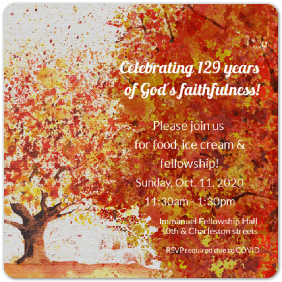 Celebrating 129 years
of God's faithfulness!
Please join us
for food, ice cream &
fellowship!
Sunday, Oct. 11, 2020
11:30am - 1:30pm
Immanuel Fellowship Hall
50th & Charleston streets
RSVP required due to COVID